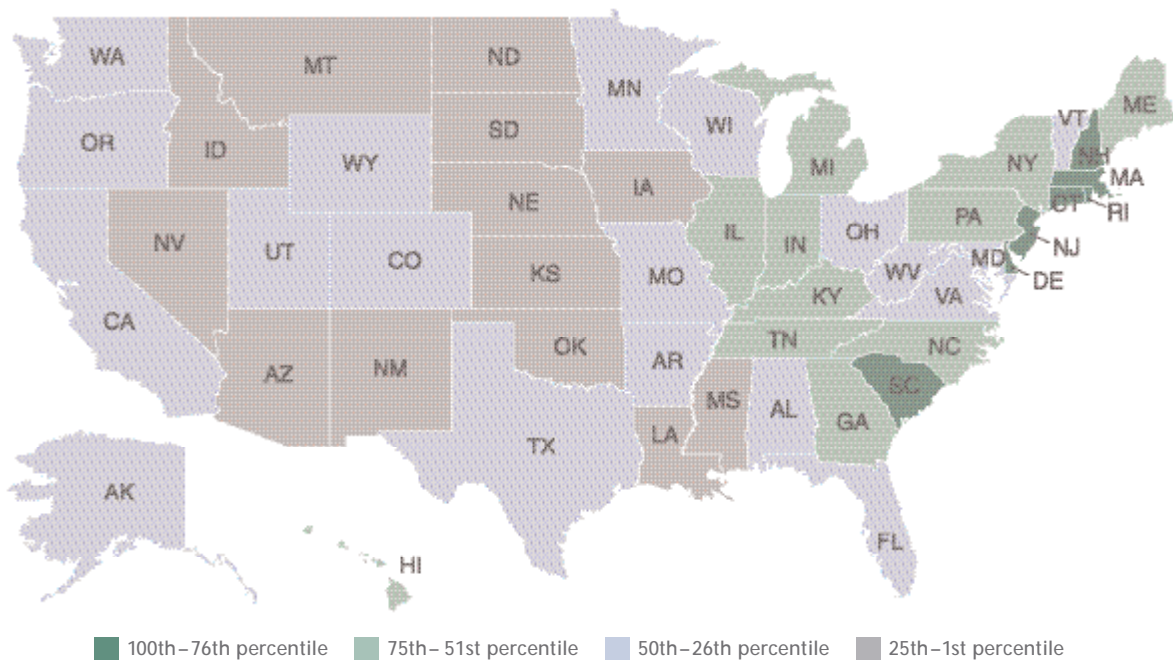 WA
MT
ND
MN
ME
VT
OR
ID
SD
WI
NH
WY
MI
NY
MA
IA
CT
RI
NE
PA
NV
UT
CO
IL
IN
OH
NJ
MD
KS
MO
WV
DE
CA
KY
VA
OK
AR
TN
NC
AZ
NM
MS
AL
SC
GA
LA
TX
AK
FL
HI
100th–76th percentile
75th–51st percentile
50th–26th percentile
25th–1st percentile